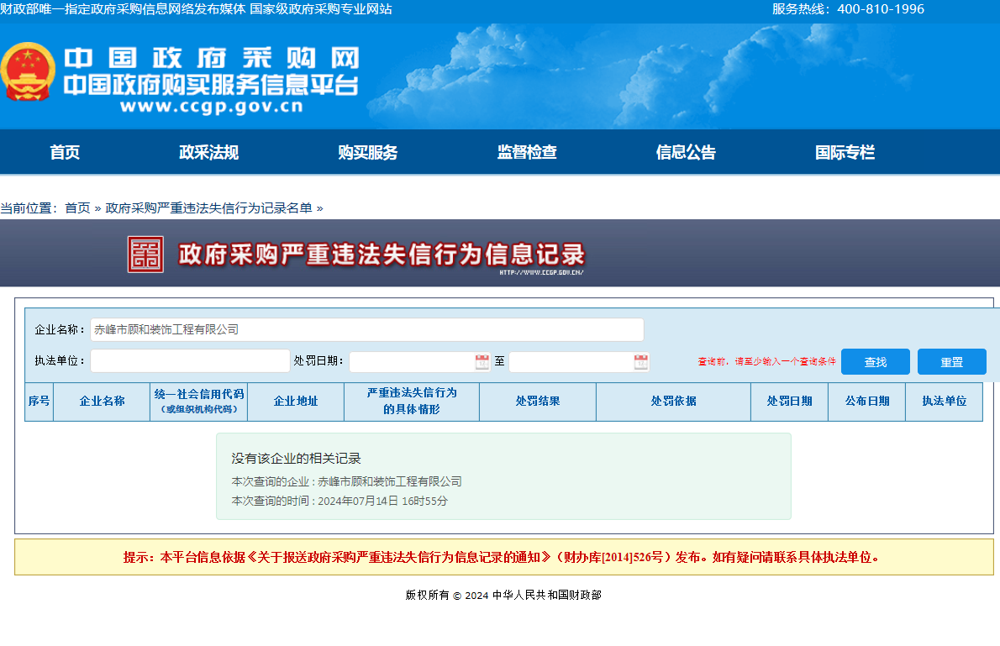 财政部唯一指定政府采购信息网络发布媒体 国家级政府采购专业网站
服务热线：400-810-1996
中国政府采购网
中国政府购买服务信息平台
www.ccgp.gov.cn
首页 政采法规 购买服务 监督检查 信息公告 国际专栏
当前位置：首页 » 政府采购严重违法失信行为记录名单 »
政府采购严重违法失信行为信息记录
HTTP://WWW.CCGP.GOV.CN/
企业名称：赤峰市顾和装饰工程有限公司
执法单位： 处罚日期： 至 查询前，请至少输入一个查询条件 查找 重置
序号 企业名称 统一社会信用代码（或组织机构代码） 企业地址 严重违法失信行为的具体情形 处罚结果 处罚依据 处罚日期 公布日期 执法单位
没有该企业的相关记录
本次查询的企业 : 赤峰市顾和装饰工程有限公司
本次查询的时间 : 2024年07月14日 16时55分
提示：本平台信息依据《关于报送政府采购严重违法失信行为信息记录的通知》（财办库[2014]526号）发布。如有疑问请联系具体执法单位。
版权所有 © 2024 中华人民共和国财政部